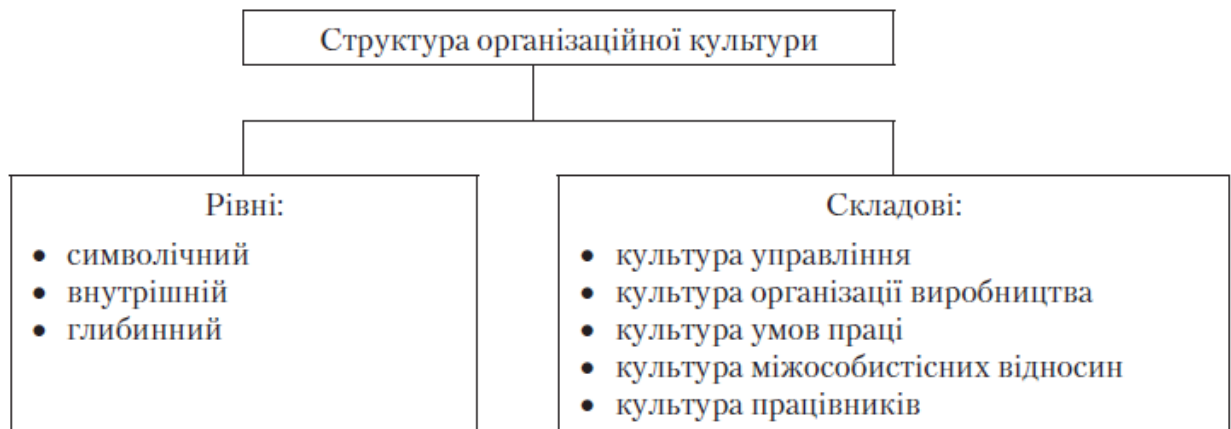 Структура організаційної культури
Рівні:
• символічний
• внутрішній
• глибинний
Складові:
• культура управління
• культура організації виробництва
• культура умов праці
• культура міжособистісних відносин
• культура працівників